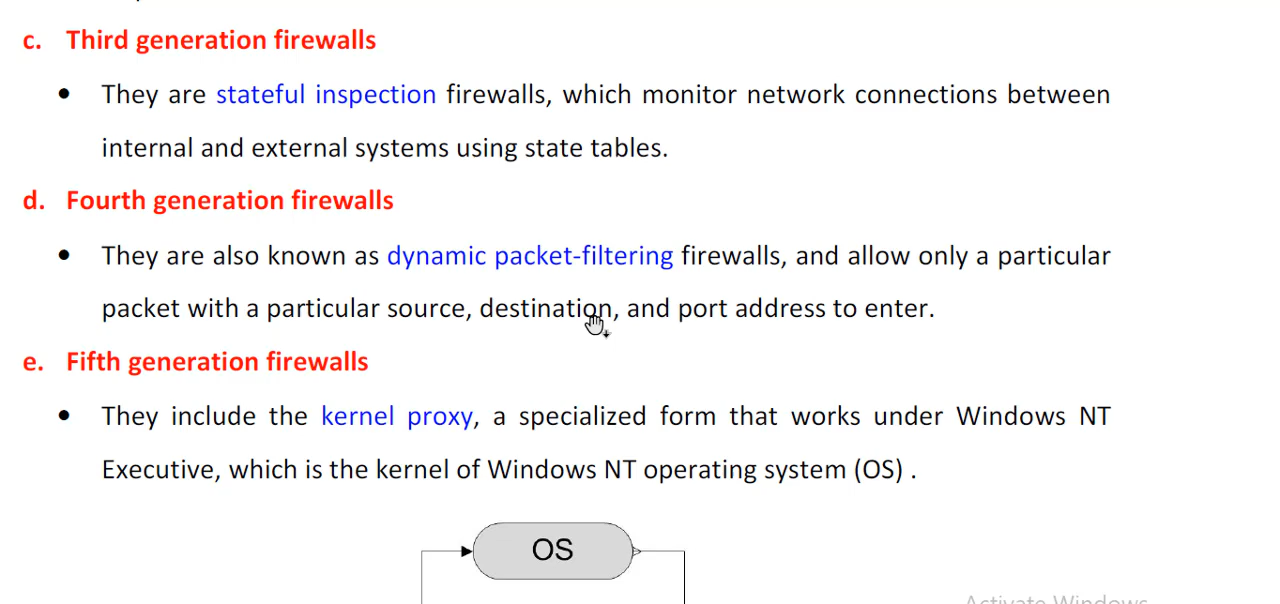 c. Third generation firewalls
• They are stateful inspection firewalls, which monitor network connections between
internal and external systems using state tables.
d. Fourth generation firewalls
• They are also known as dynamic packet-filtering firewalls, and allow only a particular
packet with a particular source, destination, and port address to enter.
e. Fifth generation firewalls
• They include the kernel proxy, a specialized form that works under Windows NT
Executive, which is the kernel of Windows NT operating system (OS) .
OS
Activate Windows